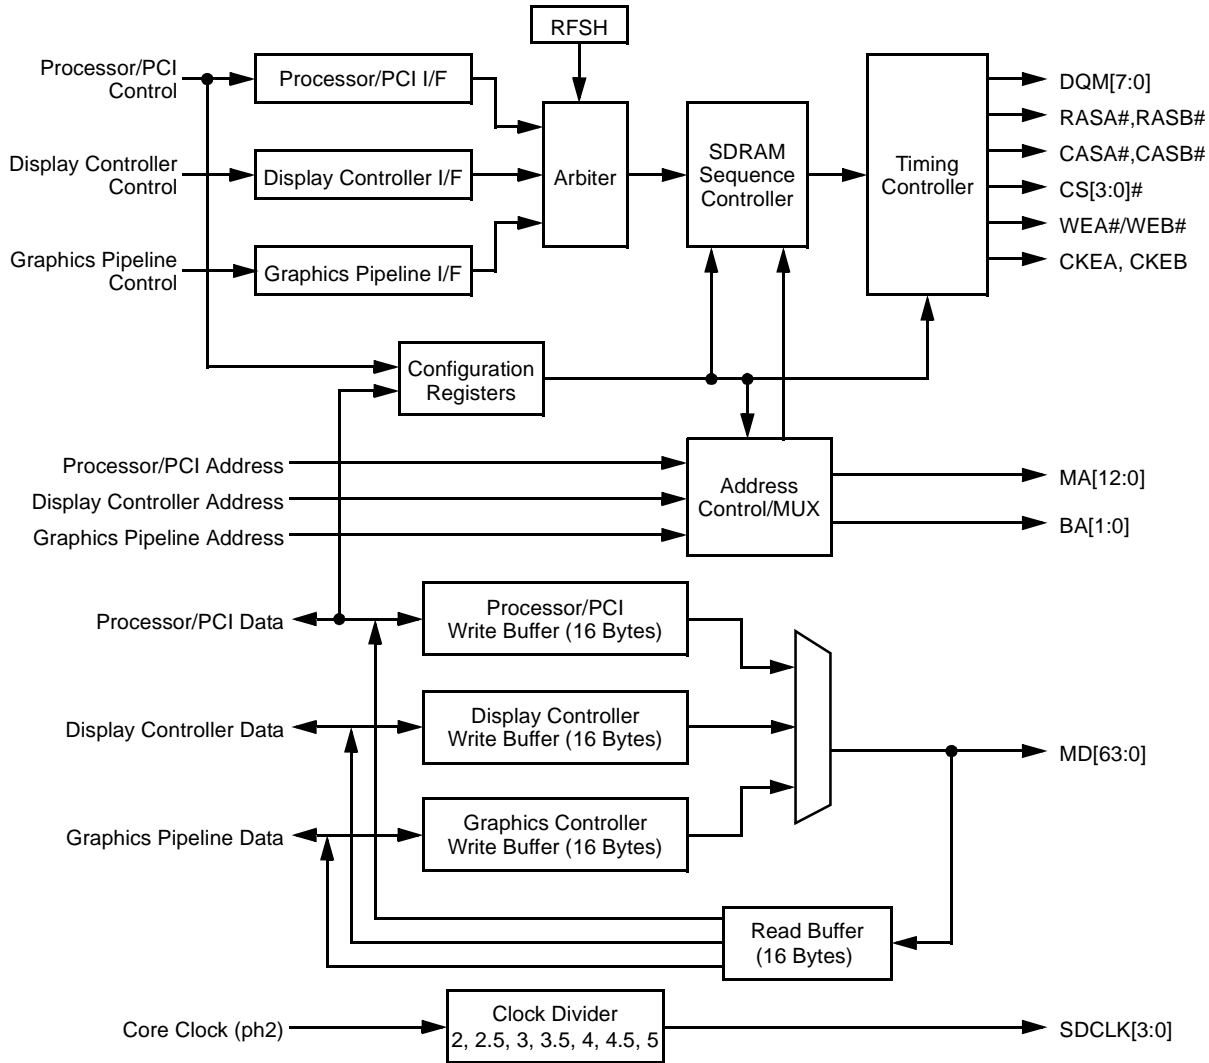 RFSH
Processor/PCI
Control
Processor/PCI I/F
Display Controller
Control
Display Controller I/F
Graphics Pipeline
Control
Graphics Pipeline I/F
Arbiter
SDRAM
Sequence
Controller
Timing
Controller
DQM[7:0]
RASA#,RASB#
CASA#,CASB#
CS[3:0]#
WEA#/WEB#
CKEA, CKEB
Configuration
Registers
Processor/PCI Address
Display Controller Address
Graphics Pipeline Address
Address
Control/MUX
MA[12:0]
BA[1:0]
Processor/PCI Data
Processor/PCI
Write Buffer (16 Bytes)
Display Controller Data
Display Controller
Write Buffer (16 Bytes)
MD[63:0]
Graphics Pipeline Data
Graphics Controller
Write Buffer (16 Bytes)
Read Buffer
(16 Bytes)
Core Clock (ph2)
Clock Divider
2, 2.5, 3, 3.5, 4, 4.5, 5
SDCLK[3:0]